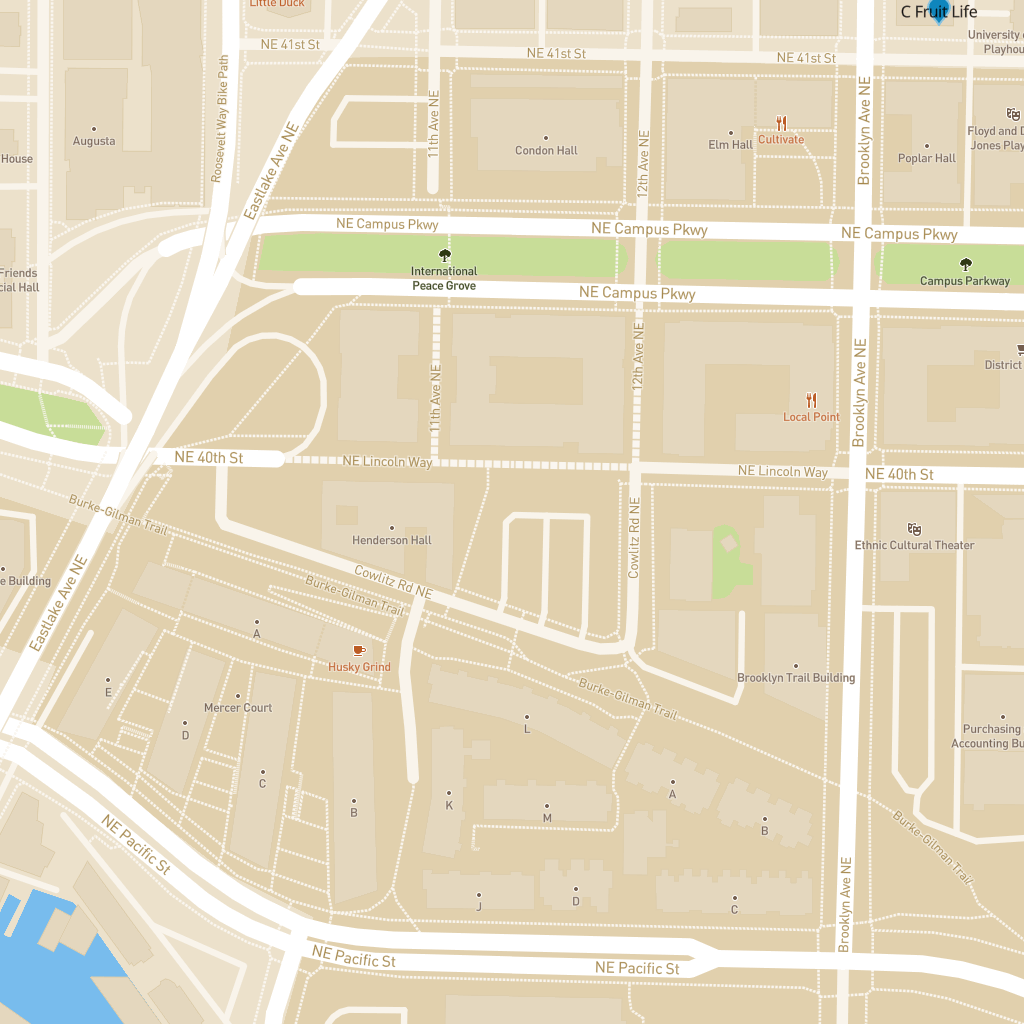 Little Duck
C Fruit Life
NE 41st St
NE 41st St
NE 41st St
University
Playhou
Roosevelt Way Bike Path
Eastlake Ave NE
11th Ave NE
12th Ave NE
Brooklyn Ave NE
Augusta
House
Condon Hall
Elm Hall
Cultivate
Poplar Hall
Floyd and D
Jones Play
NE Campus Pkwy
NE Campus Pkwy
NE Campus Pkwy
Friends
cial Hall
International
Peace Grove
Campus Parkway
NE Campus Pkwy
11th Ave NE
12th Ave NE
Brooklyn Ave NE
District
Local Point
NE 40th St
NE Lincoln Way
NE Lincoln Way
NE 40th St
Burke-Gilman Trail
Henderson Hall
Cowlitz Rd NE
Ethnic Cultural Theater
e Building
Eastlake Ave NE
Cowlitz Rd NE
Burke-Gilman Trail
A
Husky Grind
E
Mercer Court
D
Brooklyn Trail Building
Burke-Gilman Trail
L
Purchasing
Accounting Bu
C
B
K
M
A
B
NE Pacific St
Burke-Gilman Trail
J
D
C
Brooklyn Ave NE
NE Pacific St
NE Pacific St